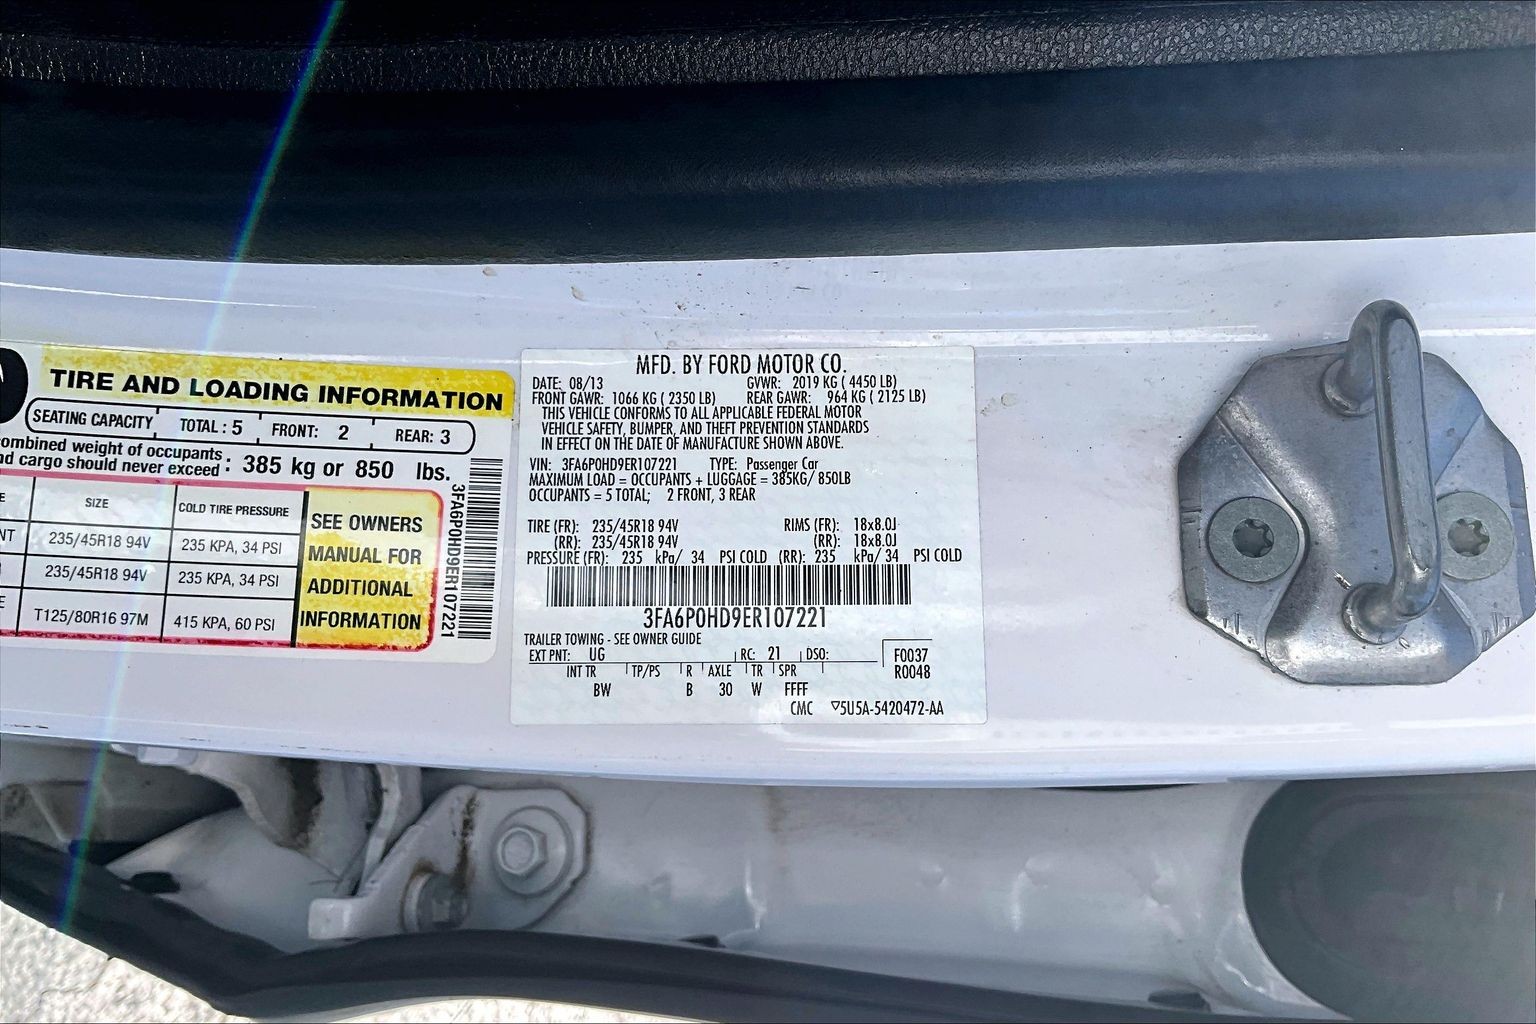 TIRE AND LOADING INFORMATION
SEATING CAPACITY TOTAL : 5 FRONT: 2 REAR: 3
combined weight of occupants
and cargo should never exceed : 385 kg or 850 lbs.
SIZE COLD TIRE PRESSURE
235/45R18 94V 235 KPA, 34 PSI
235/45R18 94V 235 KPA, 34 PSI
T125/80R16 97M 415 KPA, 60 PSI
SEE OWNERS
MANUAL FOR
ADDITIONAL
INFORMATION
3FA6P0HD9ER107221
MFD. BY FORD MOTOR CO.
DATE: 08/13 GVWR: 2019 KG ( 4450 LB)
FRONT GAWR: 1066 KG ( 2350 LB) REAR GAWR: 964 KG ( 2125 LB)
THIS VEHICLE CONFORMS TO ALL APPLICABLE FEDERAL MOTOR
VEHICLE SAFETY, BUMPER, AND THEFT PREVENTION STANDARDS
IN EFFECT ON THE DATE OF MANUFACTURE SHOWN ABOVE.
VIN: 3FA6P0HD9ER107221 TYPE: Passenger Car
MAXIMUM LOAD = OCCUPANTS + LUGGAGE = 385KG/ 850LB
OCCUPANTS = 5 TOTAL; 2 FRONT, 3 REAR
TIRE (FR): 235/45R18 94V RIMS (FR): 18x8.0J
(RR): 235/45R18 94V (RR): 18x8.0J
PRESSURE (FR): 235 kPa/ 34 PSI COLD (RR): 235 kPa/ 34 PSI COLD
3FA6P0HD9ER107221
TRAILER TOWING - SEE OWNER GUIDE
EXT PNT: UG RC: 21 DSO: F0037
INT TR TP/PS R AXLE TR SPR R0048
BW B 30 W FFFF
CMC ▽5U5A-5420472-AA